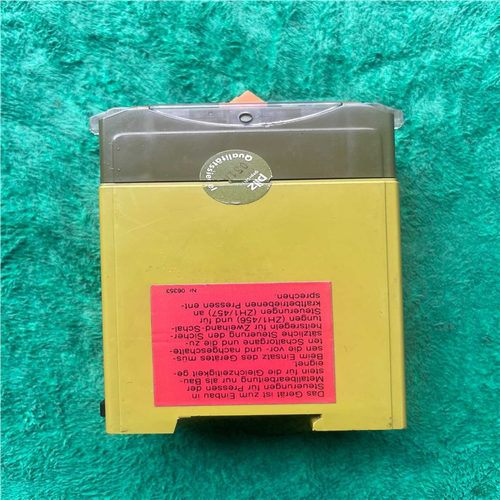 Das Gerät ist zum Einbau in
Steuerungen für Pressen der
Metallbearbeitung nur als Bau-
stein für die Gleichzeitigkeit ge-
eignet
Beim Einsatz des Gerätes mus-
sen vor- und nachgeschalte-
ten Schaltorgane und die zu-
sätzliche Steuerung den Sicher-
heitsregeln für Zweihand-Schal-
tungen (ZH1/456) und für
Steuerungen (ZH1/457) an
kraftbetriebenen Pressen ent-
sprechen.
Nr 06353
Pilz
Qualitätssie